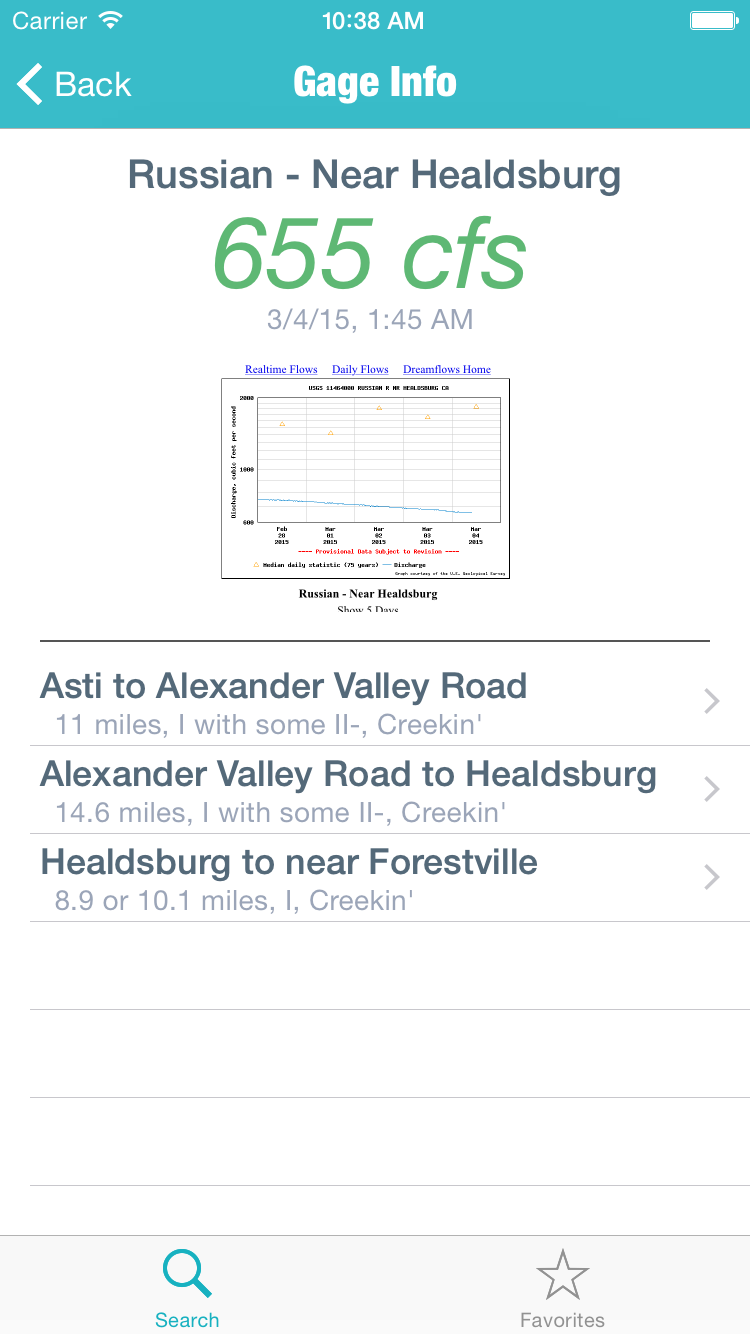 Carrier 10:38 AM
Back Gage Info
Russian - Near Healdsburg
655 cfs
3/4/15, 1:45 AM
Realtime Flows Daily Flows Dreamflows Home
USGS 11464000 RUSSIAN R NR HEALDSBURG CA
Discharge, cubic feet per second
2000
1000
600
Feb Mar Mar Mar Mar
28 01 02 03 04
2015 2015 2015 2015 2015
---- Provisional Data Subject to Revision ----
Median daily statistic (75 years) Discharge
Graph courtesy of the U.S. Geological Survey
Russian - Near Healdsburg
Show 5 Days
Asti to Alexander Valley Road
11 miles, I with some II-, Creekin'
Alexander Valley Road to Healdsburg
14.6 miles, I with some II-, Creekin'
Healdsburg to near Forestville
8.9 or 10.1 miles, I, Creekin'
Search Favorites